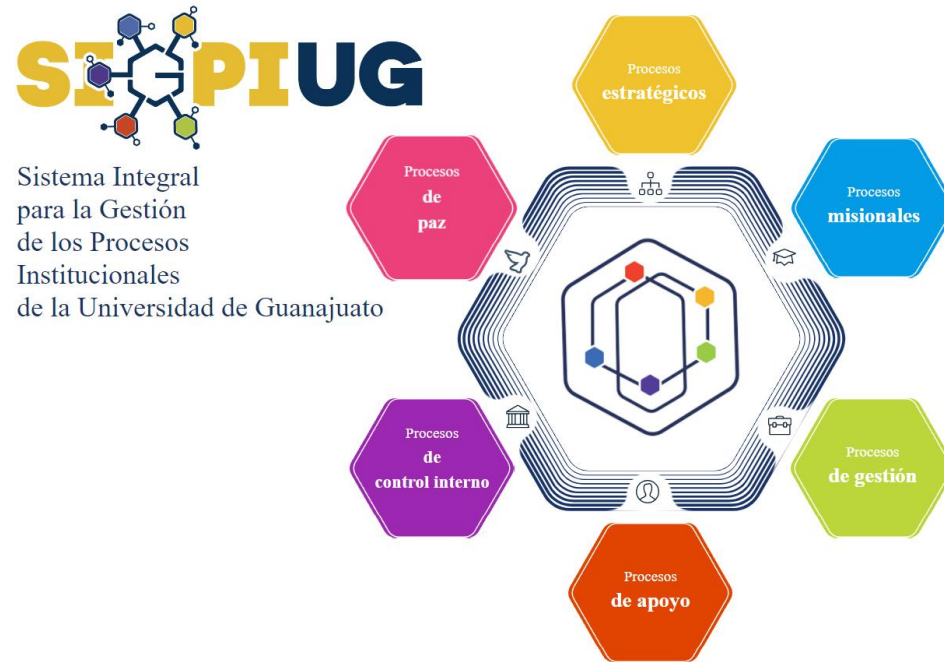 SIGPIUG
Sistema Integral
para la Gestión
de los Procesos
Institucionales
de la Universidad de Guanajuato
Procesos
estratégicos
Procesos
misionales
Procesos
de gestión
Procesos
de apoyo
Procesos
de
control interno
Procesos
de
paz